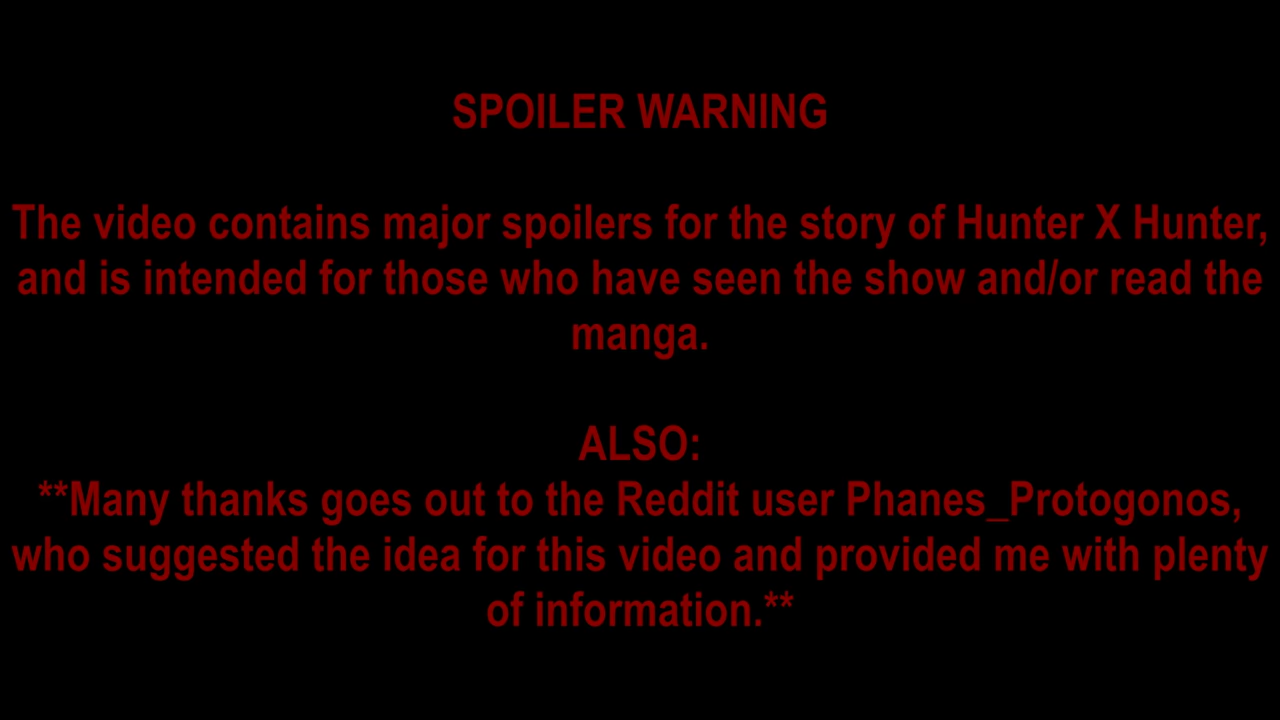 SPOILER WARNING
The video contains major spoilers for the story of Hunter X Hunter,
and is intended for those who have seen the show and/or read the
manga.
ALSO:
**Many thanks goes out to the Reddit user Phanes_Protogonos,
who suggested the idea for this video and provided me with plenty
of information.**